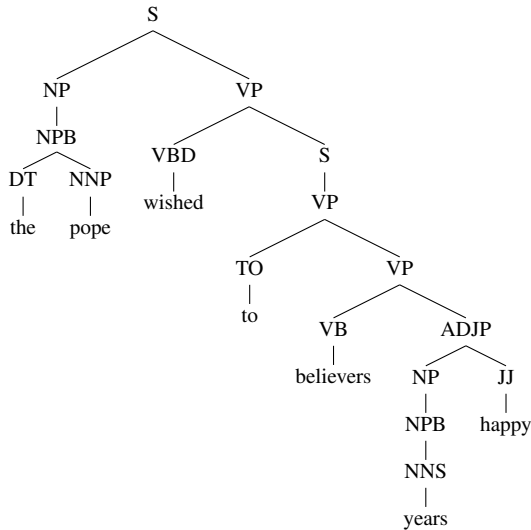 S
NP VP
NPB VBD S
DT NNP wished VP
the pope
TO VP
to VB ADJP
believers NP JJ
NPB happy
NNS
years